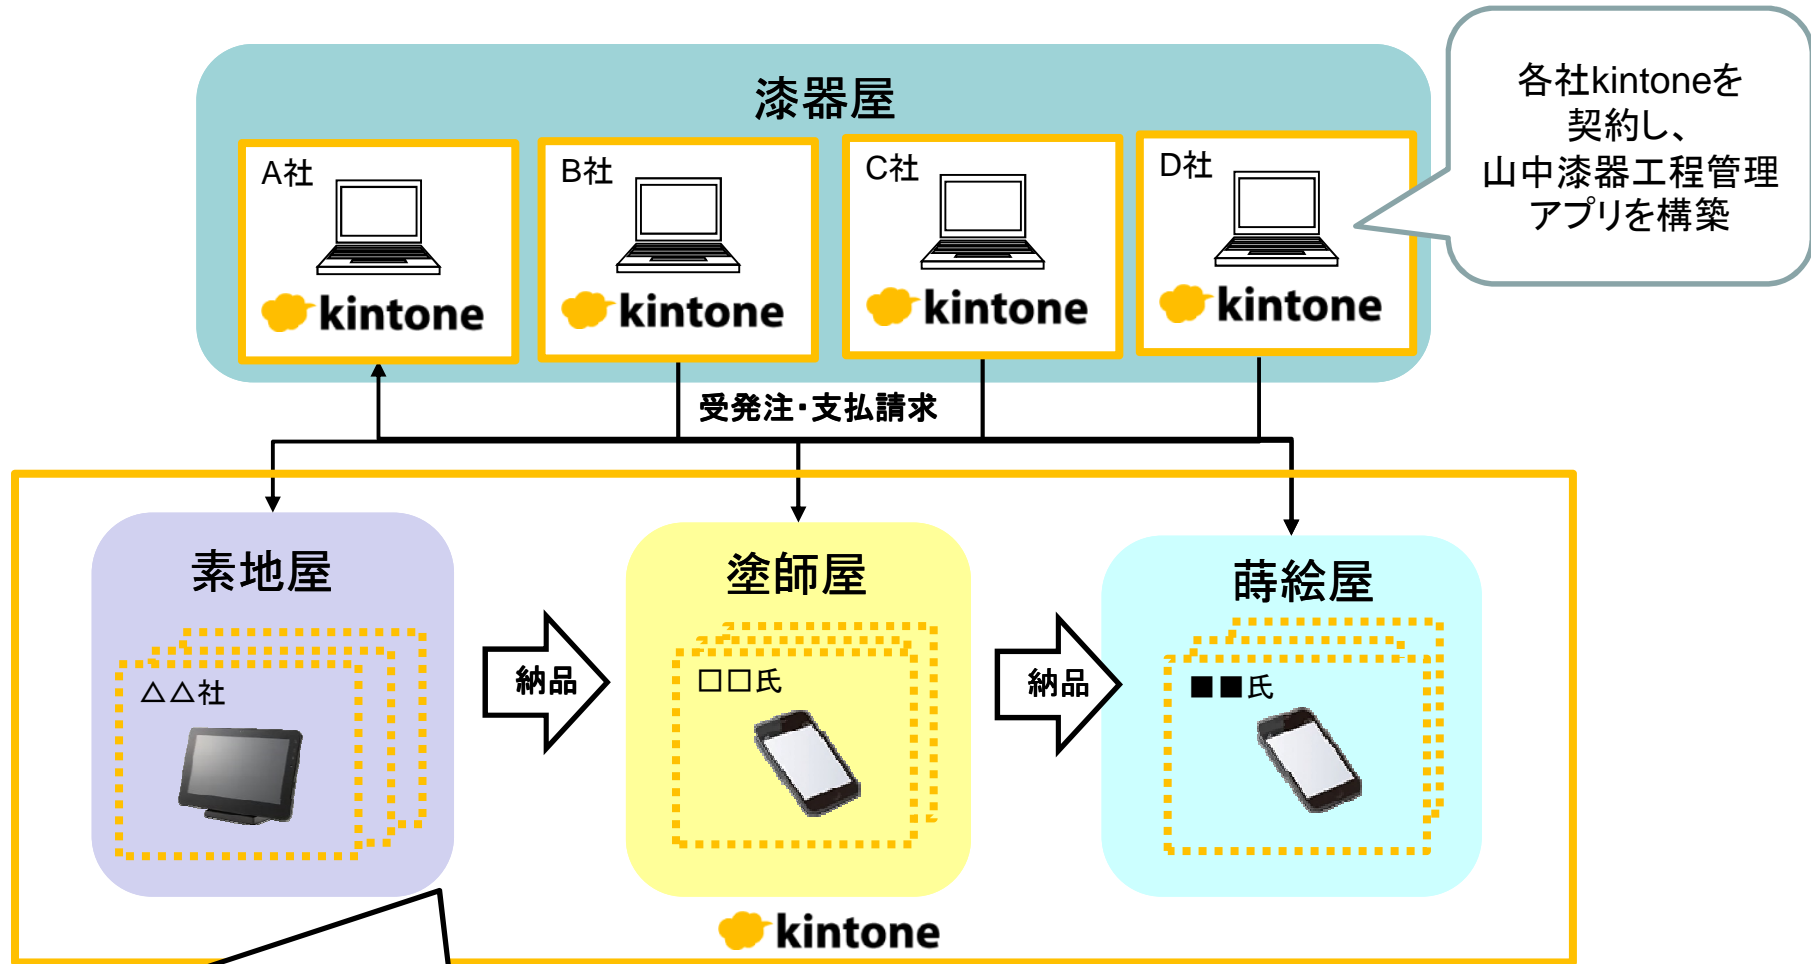 漆器屋
各社kintoneを
契約し、
山中漆器工程管理
アプリを構築
A社
kintone
B社
kintone
C社
kintone
D社
kintone
受発注・支払請求
素地屋
△△社
納品
塗師屋
□□氏
納品
蒔絵屋
■■氏
kintone